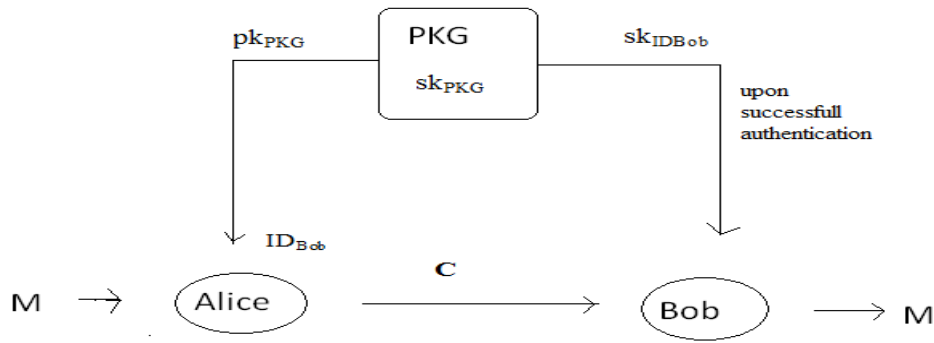 pkPKG
PKG
skPKG
skIDBob
upon
successfull
authentication
IDBob
C
M
Alice
Bob
M